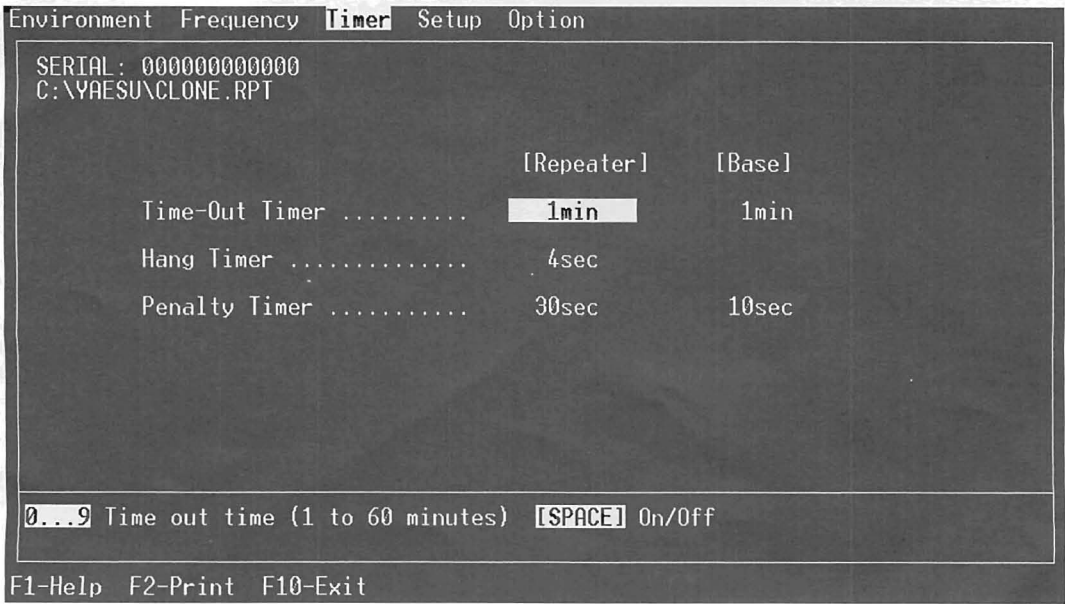 Environment Frequency Timer Setup Option
SERIAL: 000000000000
C:\YAESU\CLONE.RPT
[Repeater] [Base]
Time-Out Timer .......... 1min 1min
Hang Timer .............. 4sec
Penalty Timer ........... 30sec 10sec
0...9 Time out time (1 to 60 minutes) [SPACE] On/Off
F1-Help F2-Print F10-Exit